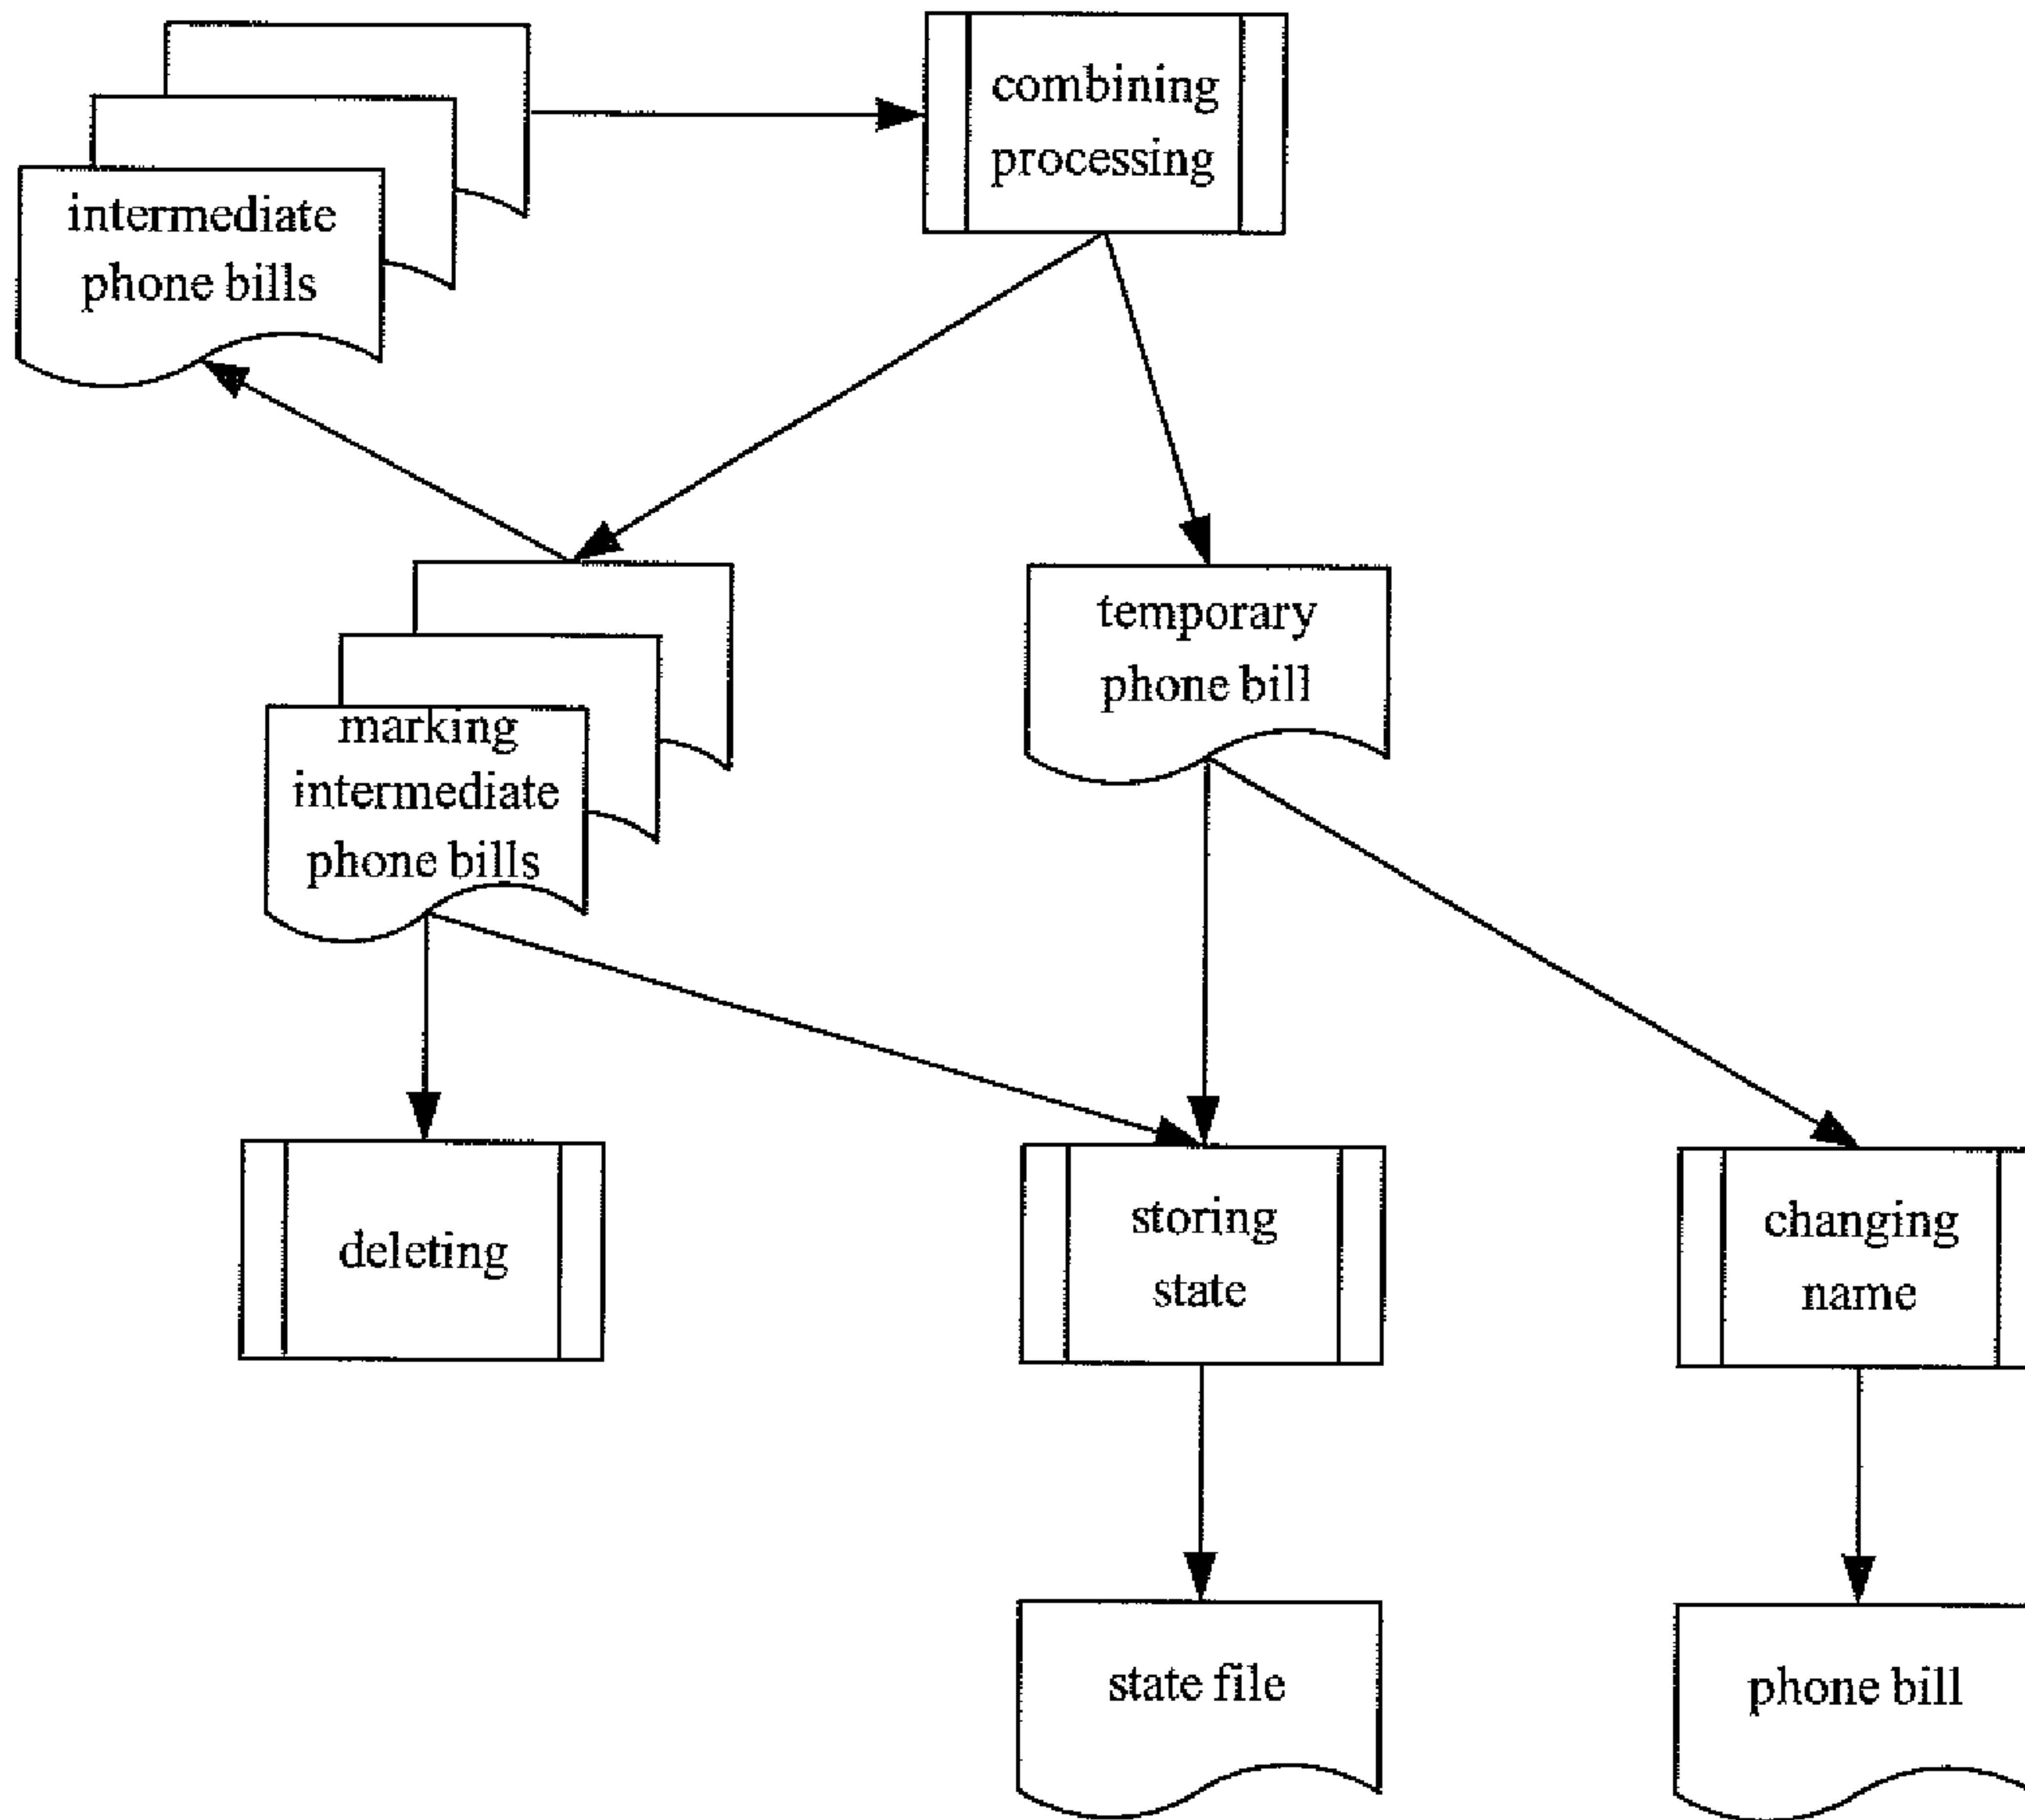 combining
processing
intermediate
phone bills
temporary
phone bill
marking
intermediate
phone bills
deleting
storing
state
changing
name
state file
phone bill